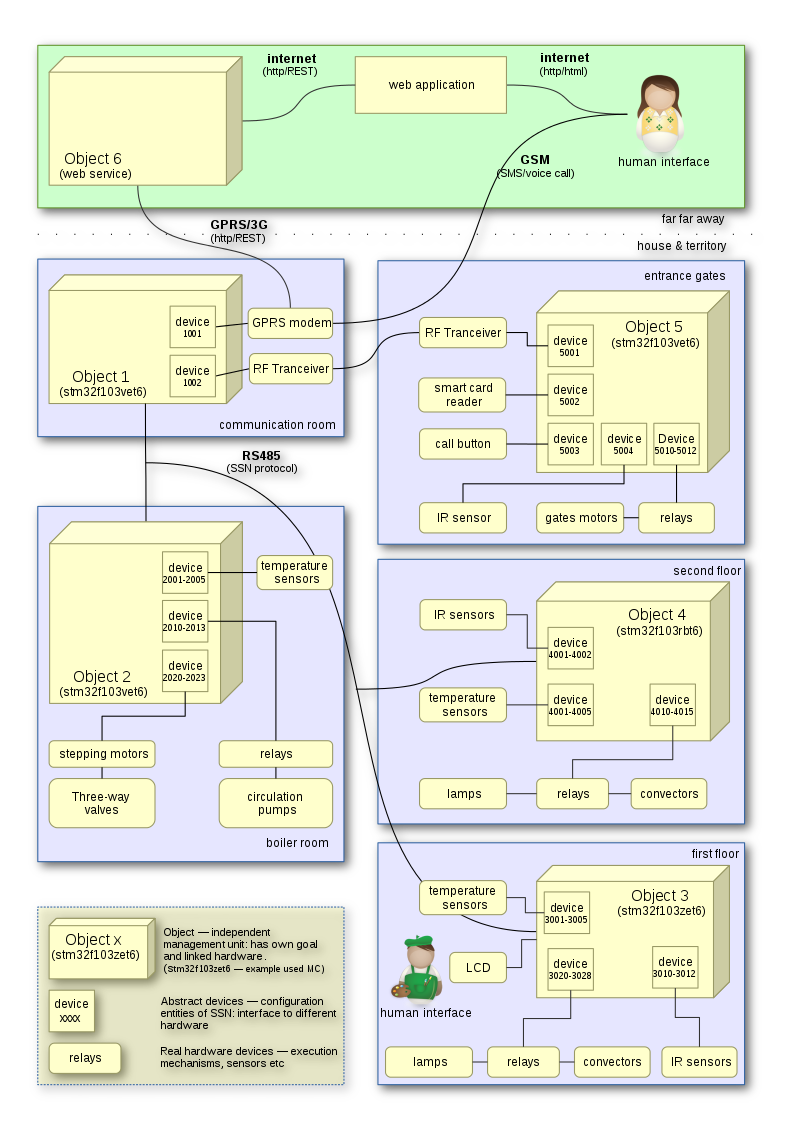 internet
(http/REST)
web application
internet
(http/html)
Object 6
(web service)
GSM
(SMS/voice call)
human interface
far far away
GPRS/3G
(http/REST)
house & territory
device
1001
GPRS modem
Object 1
(stm32f103vet6)
device
1002
RF Tranceiver
communication room
entrance gates
RF Tranceiver
device
5001
Object 5
(stm32f103vet6)
smart card
reader
device
5002
call button
device
5003
device
5004
Device
5010-5012
IR sensor
gates motors
relays
RS485
(SSN protocol)
device
2001-2005
temperature
sensors
device
2010-2013
Object 2
(stm32f103vet6)
device
2020-2023
stepping motors
relays
Three-way
valves
circulation
pumps
boiler room
second floor
IR sensors
Object 4
(stm32f103rbt6)
device
4001-4002
temperature
sensors
device
4001-4005
device
4010-4015
lamps
relays
convectors
first floor
temperature
sensors
device
3001-3005
Object 3
(stm32f103zet6)
LCD
device
3020-3028
device
3010-3012
human interface
lamps
relays
convectors
IR sensors
Object x
(stm32f103zet6)
Object — independent
management unit: has own goal
and linked hardware.
(Stm32f103zet6 — example used MC)
device
xxxx
Abstract devices — configuration
entities of SSN: interface to different
hardware
relays
Real hardware devices — execution
mechanisms, sensors etc